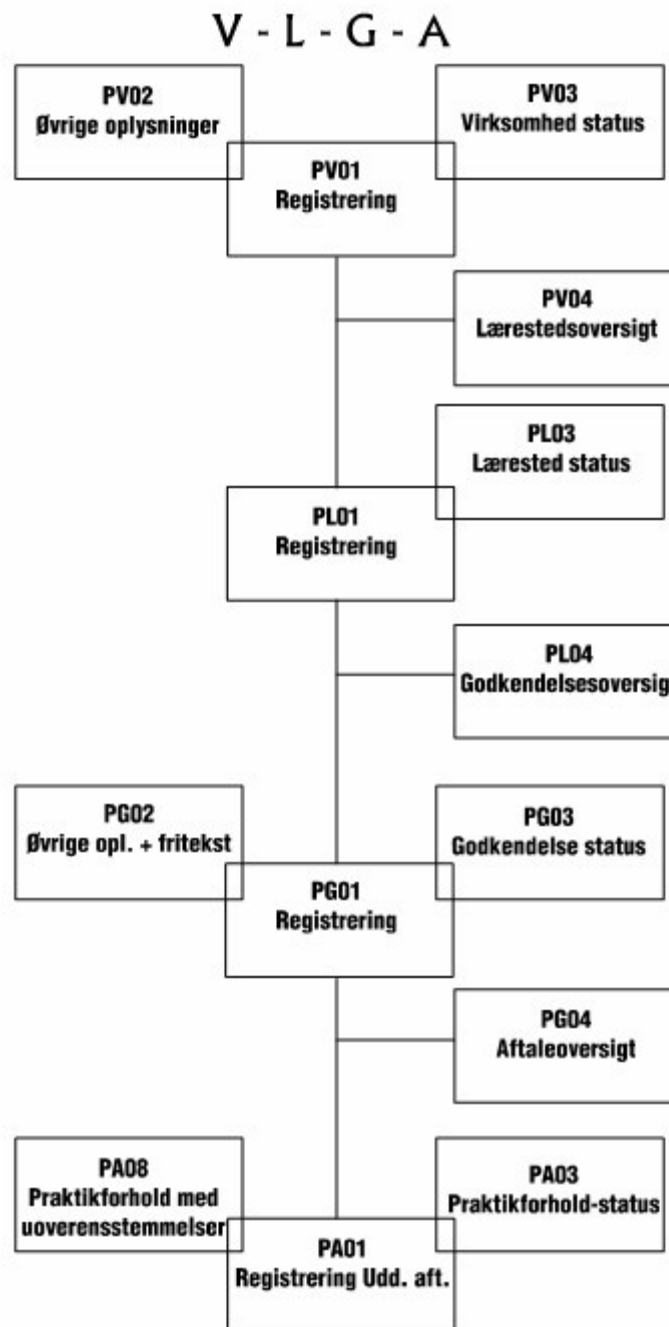 V - L - G - A
PV02
Øvrige oplysninger
PV03
Virksomhed status
PV01
Registrering
PV04
Lærestedsoversigt
PL03
Lærested status
PL01
Registrering
PL04
Godkendelsesoversig
PG02
Øvrige opl. + fritekst
PG03
Godkendelse status
PG01
Registrering
PG04
Aftaleoversigt
PA08
Praktikforhold med
uoverensstemmelser
PA03
Praktikforhold-status
PA01
Registrering Udd. aft.